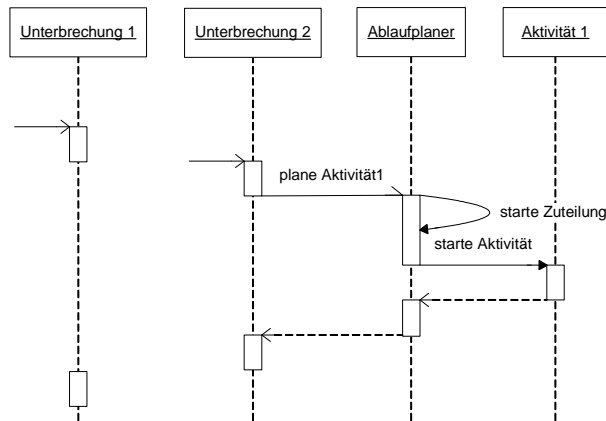 Unterbrechung 1
Unterbrechung 2
Ablaufplaner
Aktivität 1
plane Aktivität1
starte Zuteilung
starte Aktivität